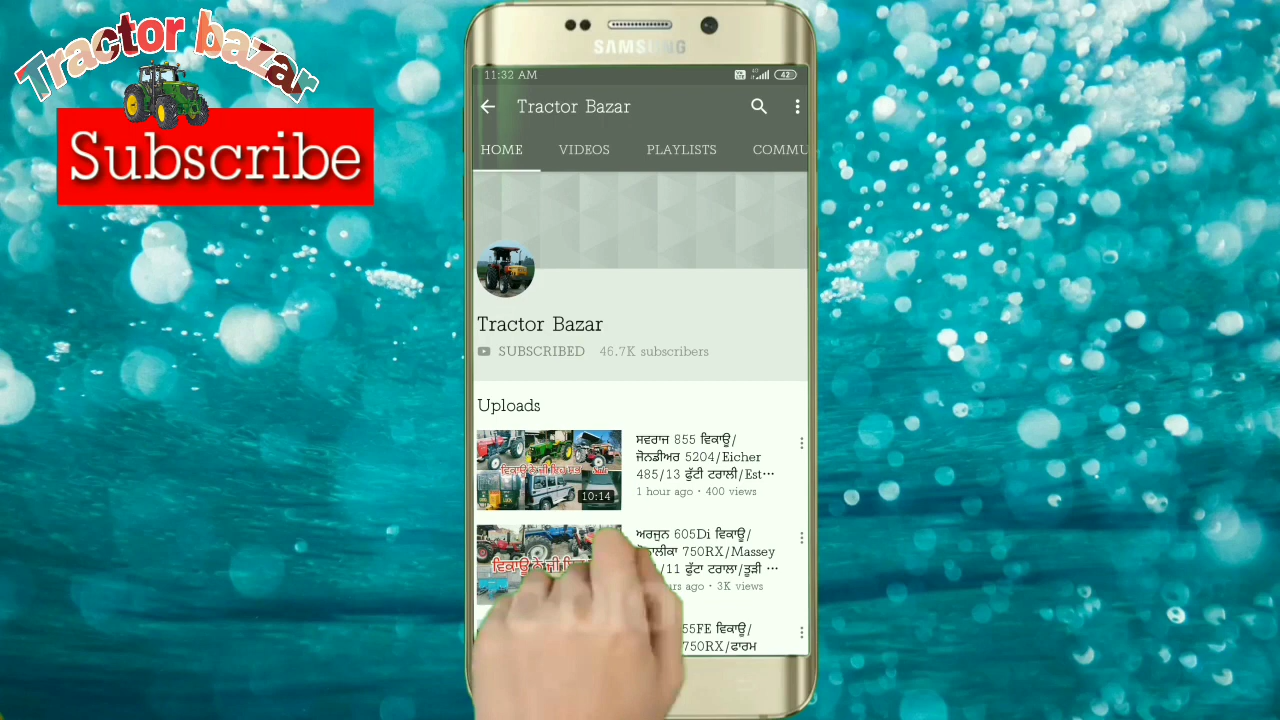 Tractor bazar
Subscribe
SAMSUNG
11:32 AM
42
Tractor Bazar
HOME VIDEOS PLAYLISTS COMMU
Tractor Bazar
SUBSCRIBED 46.7K subscribers
Uploads
ਸਵਰਾਜ 855 ਵਿਕਾਊ/
ਜੋਨਡੀਅਰ 5204/Eicher
485/13 ਫੁੱਟੀ ਟਰਾਲੀ/Est...
1 hour ago · 400 views
10:14
ਅਰਜੁਨ 605Di ਵਿਕਾਊ/
750RX/Massey
/11 ਫੁੱਟਾ ਟਰਾਲਾ/ਤੂੜੀ ...
ago · 3K views
ਵਿਕਾਊ ਨੇ ਜੀ
55FE ਵਿਕਾਊ/
750RX/ਫਾਰਮ